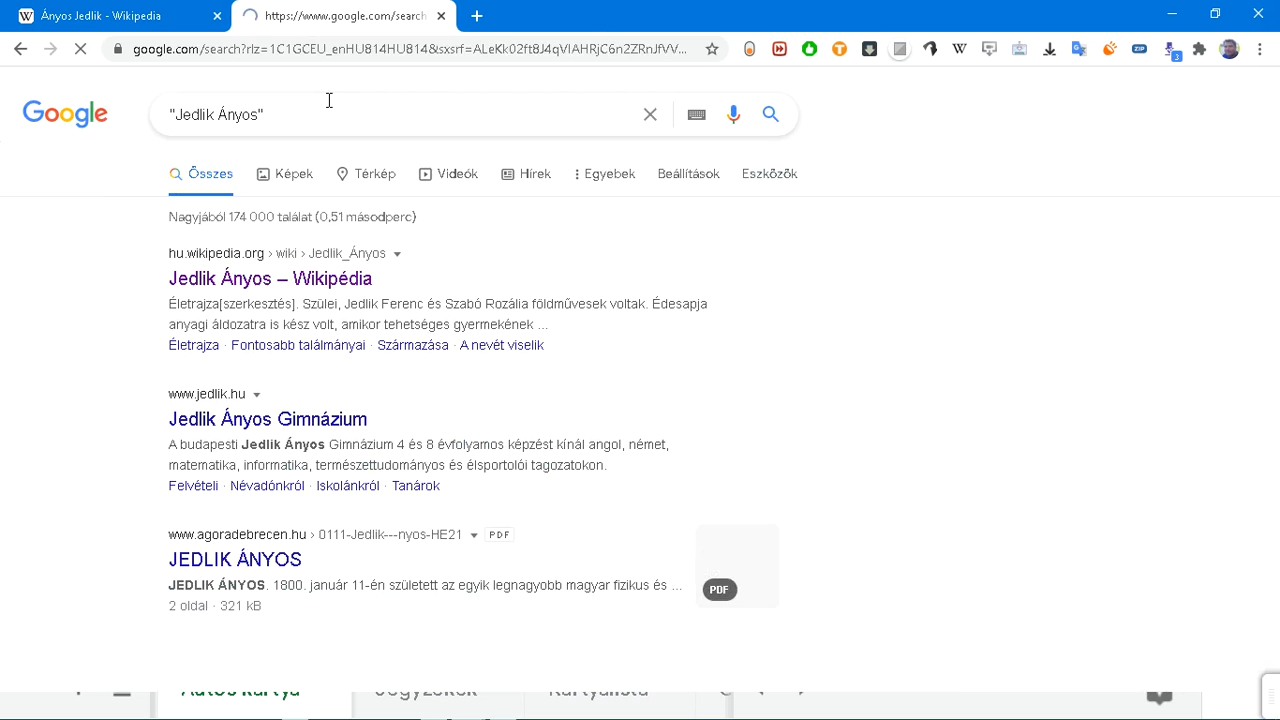 Ányos Jedlik - Wikipedia
https://www.google.com/search
google.com/search?rlz=1C1GCEU_enHU814HU814&sxsrf=ALeKk02ft8J4qVIAHRjC6n2ZRnJfVV...
3
Google
"Jedlik Ányos"
Összes
Képek
Térkép
Videók
Hírek
Egyebek
Beállítások
Eszközök
Nagyjából 174 000 találat (0,51 másodperc)
hu.wikipedia.org › wiki › Jedlik_Ányos
Jedlik Ányos – Wikipédia
Életrajza[szerkesztés]. Szülei, Jedlik Ferenc és Szabó Rozália földművesek voltak. Édesapja
anyagi áldozatra is kész volt, amikor tehetséges gyermekének ...
Életrajza · Fontosabb találmányai · Származása · A nevét viselik
www.jedlik.hu
Jedlik Ányos Gimnázium
A budapesti Jedlik Ányos Gimnázium 4 és 8 évfolyamos képzést kínál angol, német,
matematika, informatika, természettudományos és élsportolói tagozatokon.
Felvételi · Névadónkról · Iskolánkról · Tanárok
www.agoradebrecen.hu › 0111-Jedlik---nyos-HE21 PDF
JEDLIK ÁNYOS
JEDLIK ÁNYOS. 1800. január 11-én született az egyik legnagyobb magyar fizikus és ...
2 oldal · 321 kB
PDF